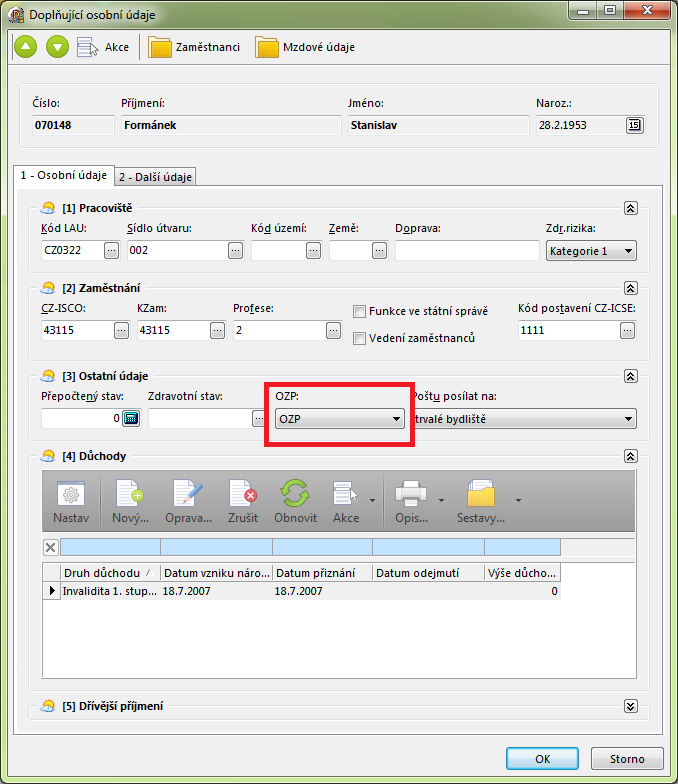 Doplňující osobní údaje
Akce Zaměstnanci Mzdové údaje
Číslo: Příjmení: Jméno: Naroz.:
070148 Formánek Stanislav 28.2.1953 15
1 - Osobní údaje 2 - Další údaje
[1] Pracoviště
Kód LAU: Sídlo útvaru: Kód území: Země: Doprava: Zdr.rizika:
CZ0322 ... 002 ... ... ... Kategorie 1
[2] Zaměstnání
CZ-ISCO: KZam: Profese: Funkce ve státní správě Kód postavení CZ-ICSE:
43115 ... 43115 ... 2 ... Vedení zaměstnanců 1111 ...
[3] Ostatní údaje
Přepočtený stav: Zdravotní stav: OZP: Poštu posílat na:
0 ... OZP trvalé bydliště
[4] Důchody
Nastav Nový... Oprava... Zrušit Obnovit Akce Opis... Sestavy...
Druh důchodu Datum vzniku náro... Datum přiznání Datum odejmutí Výše důcho...
Invalidita 1. stup... 18.7.2007 18.7.2007 0
[5] Dřívější příjmení
OK Storno